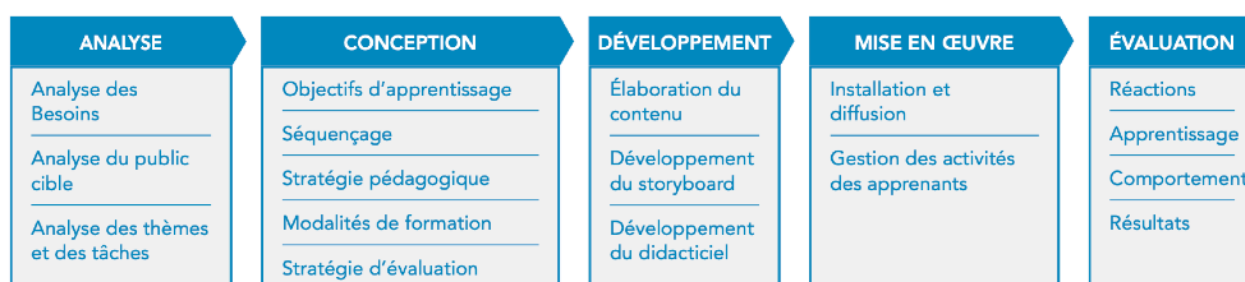 ANALYSE
Analyse des
Besoins
Analyse du public
cible
Analyse des thèmes
et des tâches
CONCEPTION
Objectifs d'apprentissage
Séquençage
Stratégie pédagogique
Modalités de formation
Stratégie d'évaluation
DÉVELOPPEMENT
Élaboration du
contenu
Développement
du storyboard
Développement
du didacticiel
MISE EN ŒUVRE
Installation et
diffusion
Gestion des activités
des apprenants
ÉVALUATION
Réactions
Apprentissage
Comportement
Résultats